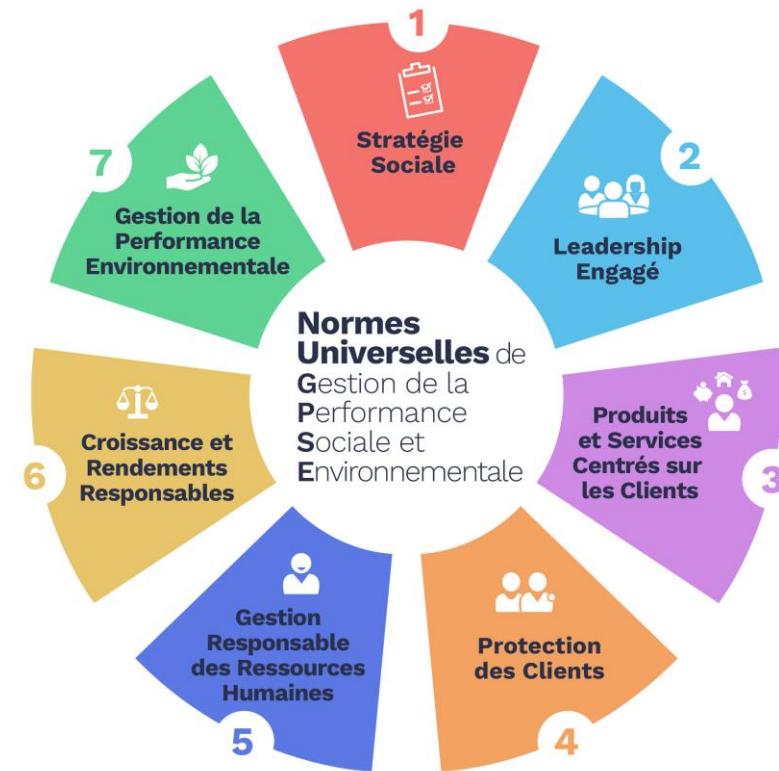 Normes
Universelles de
Gestion de la
Performance
Sociale et
Environnementale
1
Stratégie
Sociale
2
Leadership
Engagé
3
Produits
et Services
Centrés sur
les Clients
4
Protection
des Clients
5
Gestion
Responsable
des Ressources
Humaines
6
Croissance et
Rendements
Responsables
7
Gestion de la
Performance
Environnementale
$